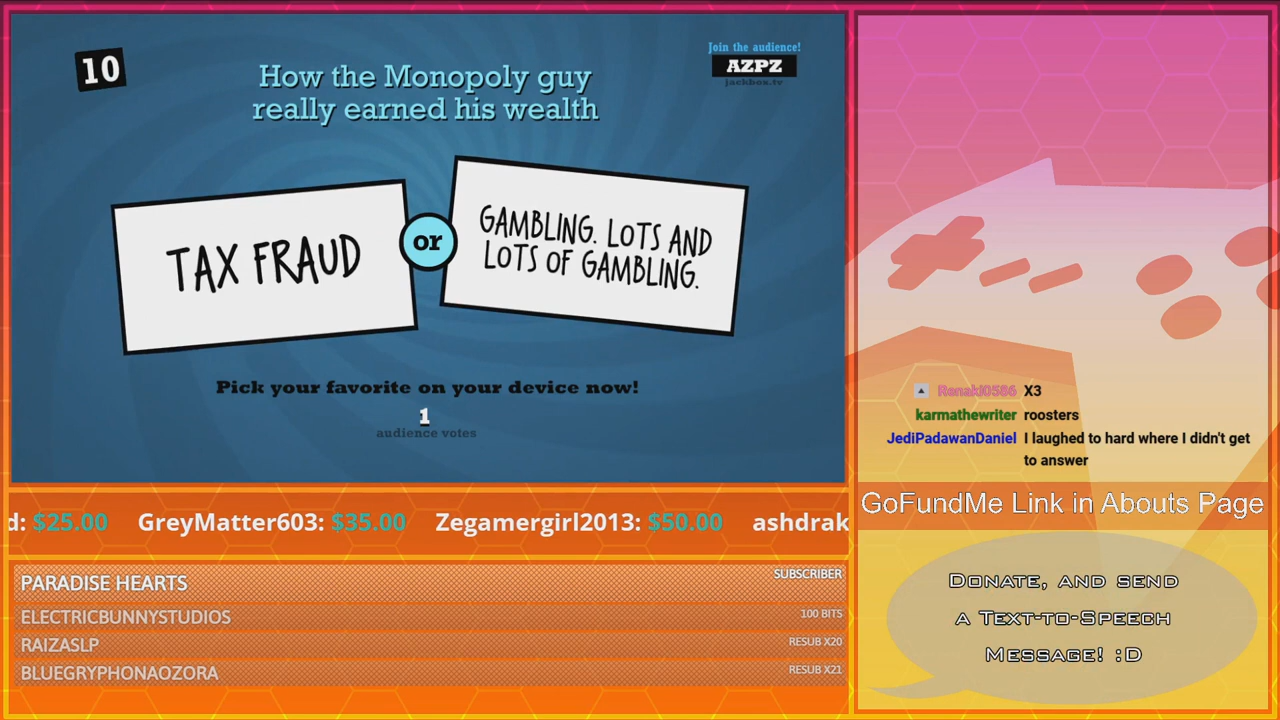 10
Join the audience!
AZPZ
jackbox.tv
How the Monopoly guy
really earned his wealth
TAX FRAUD
or
GAMBLING. LOTS AND
LOTS OF GAMBLING.
Pick your favorite on your device now!
1
audience votes
Renaki0586 X3
karmathewriter roosters
JediPadawanDaniel I laughed to hard where I didn't get
to answer
GoFundMe Link in Abouts Page
d: $25.00 GreyMatter603: $35.00 Zegamergirl2013: $50.00 ashdrak
PARADISE HEARTS SUBSCRIBER
ELECTRICBUNNYSTUDIOS 100 BITS
RAIZASLP RESUB X20
BLUEGRYPHONAOZORA RESUB X21
Donate, and send
a Text-to-Speech
Message! :D